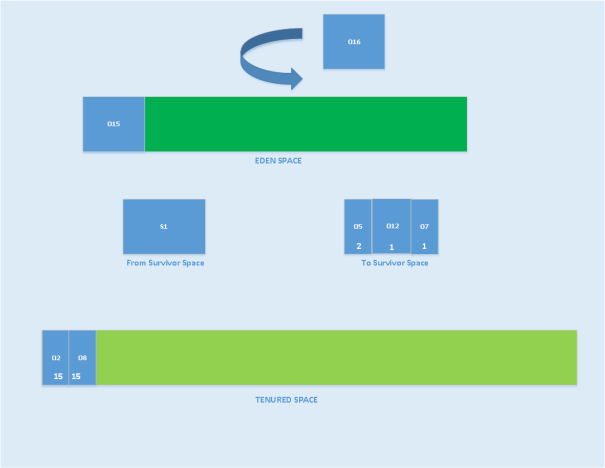 O16
O15
EDEN SPACE
S1
O5 O12 O7
2 1 1
From Survivor Space
To Survivor Space
O2 O8
15 15
TENURED SPACE